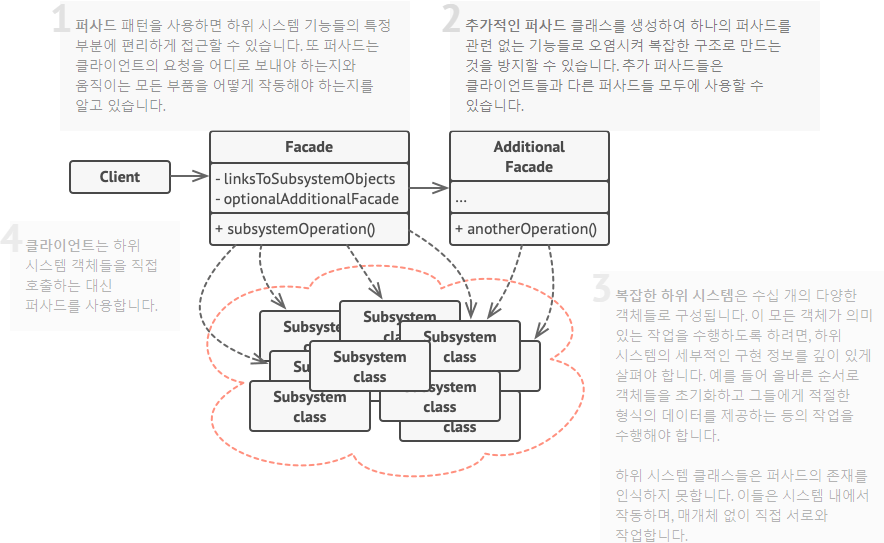 1
퍼사드 패턴을 사용하면 하위 시스템 기능들의 특정
부분에 편리하게 접근할 수 있습니다. 또 퍼사드는
클라이언트의 요청을 어디로 보내야 하는지와
움직이는 모든 부품을 어떻게 작동해야 하는지를
알고 있습니다.
2
추가적인 퍼사드 클래스를 생성하여 하나의 퍼사드를
관련 없는 기능들로 오염시켜 복잡한 구조로 만드는
것을 방지할 수 있습니다. 추가 퍼사드들은
클라이언트들과 다른 퍼사드들 모두에 사용할 수
있습니다.
Client
Facade
- linksToSubsystemObjects
- optionalAdditionalFacade
+ subsystemOperation()
Additional
Facade
...
+ anotherOperation()
4
클라이언트는 하위
시스템 객체들을 직접
호출하는 대신
퍼사드를 사용합니다.
Subsystem
Subsystem
cla
Subsystem
class
Su
Subsystem
class
Subsystem
class
Subsystem
class
class
3
복잡한 하위 시스템은 수십 개의 다양한
객체들로 구성됩니다. 이 모든 객체가 의미
있는 작업을 수행하도록 하려면, 하위
시스템의 세부적인 구현 정보를 깊이 있게
살펴야 합니다. 예를 들어 올바른 순서로
객체들을 초기화하고 그들에게 적절한
형식의 데이터를 제공하는 등의 작업을
수행해야 합니다.
하위 시스템 클래스들은 퍼사드의 존재를
인식하지 못합니다. 이들은 시스템 내에서
작동하며, 매개체 없이 직접 서로와
작업합니다.